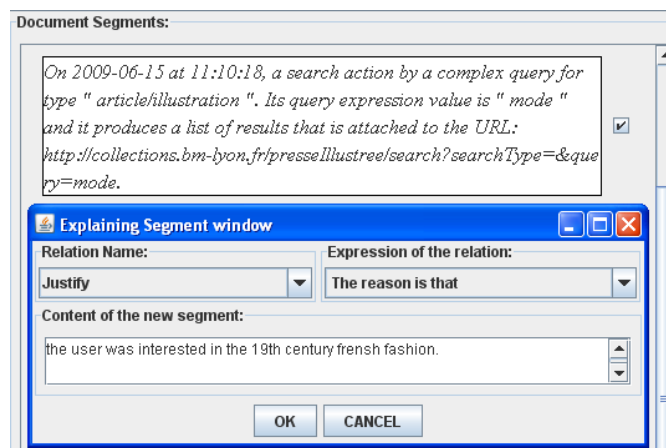 Document Segments:
On 2009-06-15 at 11:10:18, a search action by a complex query for
type " article/illustration ". Its query expression value is " mode "
and it produces a list of results that is attached to the URL:
http://collections.bm-lyon.fr/presseIllustree/search?searchType=&que
ry=mode.
Explaining Segment window
Relation Name:
Expression of the relation:
Justify
The reason is that
Content of the new segment:
the user was interested in the 19th century frensh fashion.
OK
CANCEL